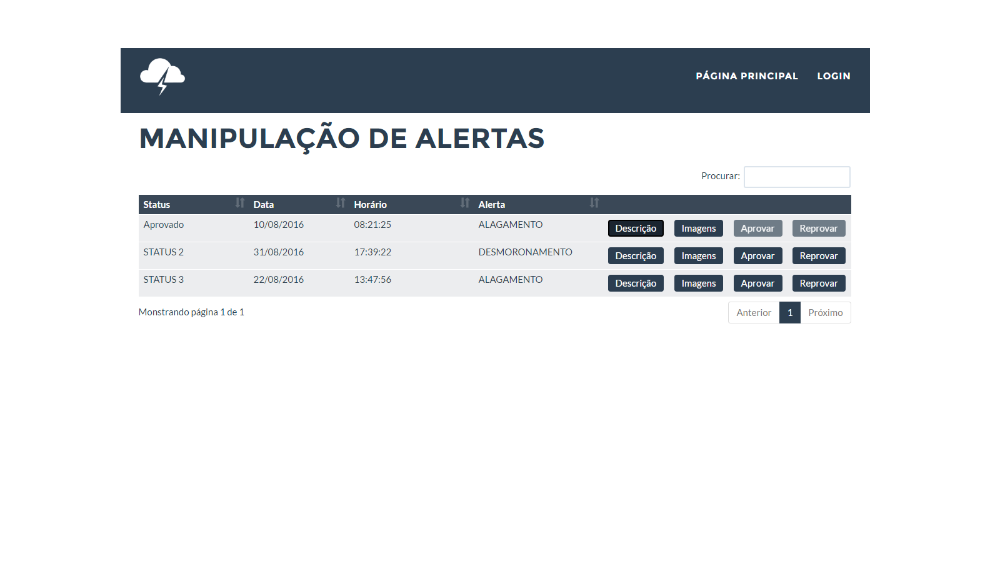 PÁGINA PRINCIPAL LOGIN
MANIPULAÇÃO DE ALERTAS
Procurar:
Status Data Horário Alerta
Aprovado 10/08/2016 08:21:25 ALAGAMENTO Descrição Imagens Aprovar Reprovar
STATUS 2 31/08/2016 17:39:22 DESMORONAMENTO Descrição Imagens Aprovar Reprovar
STATUS 3 22/08/2016 13:47:56 ALAGAMENTO Descrição Imagens Aprovar Reprovar
Monstrando página 1 de 1 Anterior 1 Próximo